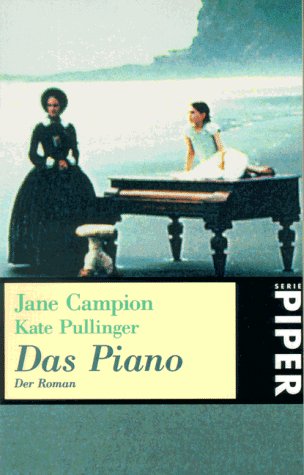 Jane Campion
Kate Pullinger
Das Piano
Der Roman
SERIE
PIPER